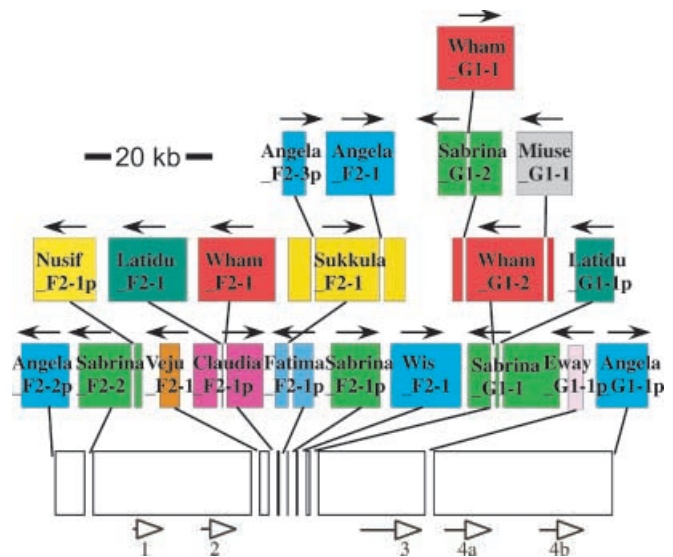 Wham
_G1-1
20 kb
Angela
_F2-3p
Angela
_F2-1
Sabrina
_G1-2
Miuse
_G1-1
Nusif
_F2-1p
Latidu
_F2-1
Wham
_F2-1
Sukkula
_F2-1
Wham
_G1-2
Latidu
_G1-1p
Angela
_F2-2p
Sabrina
_F2-2
Veju
_F2-1
Claudia
_F2-1p
Fatima
_F2-1p
Sabrina
_F2-1p
Wis
_F2-1
Sabrina
_G1-1
Eway
_G1-1p
Angela
_G1-1p
1
2
3
4a
4b